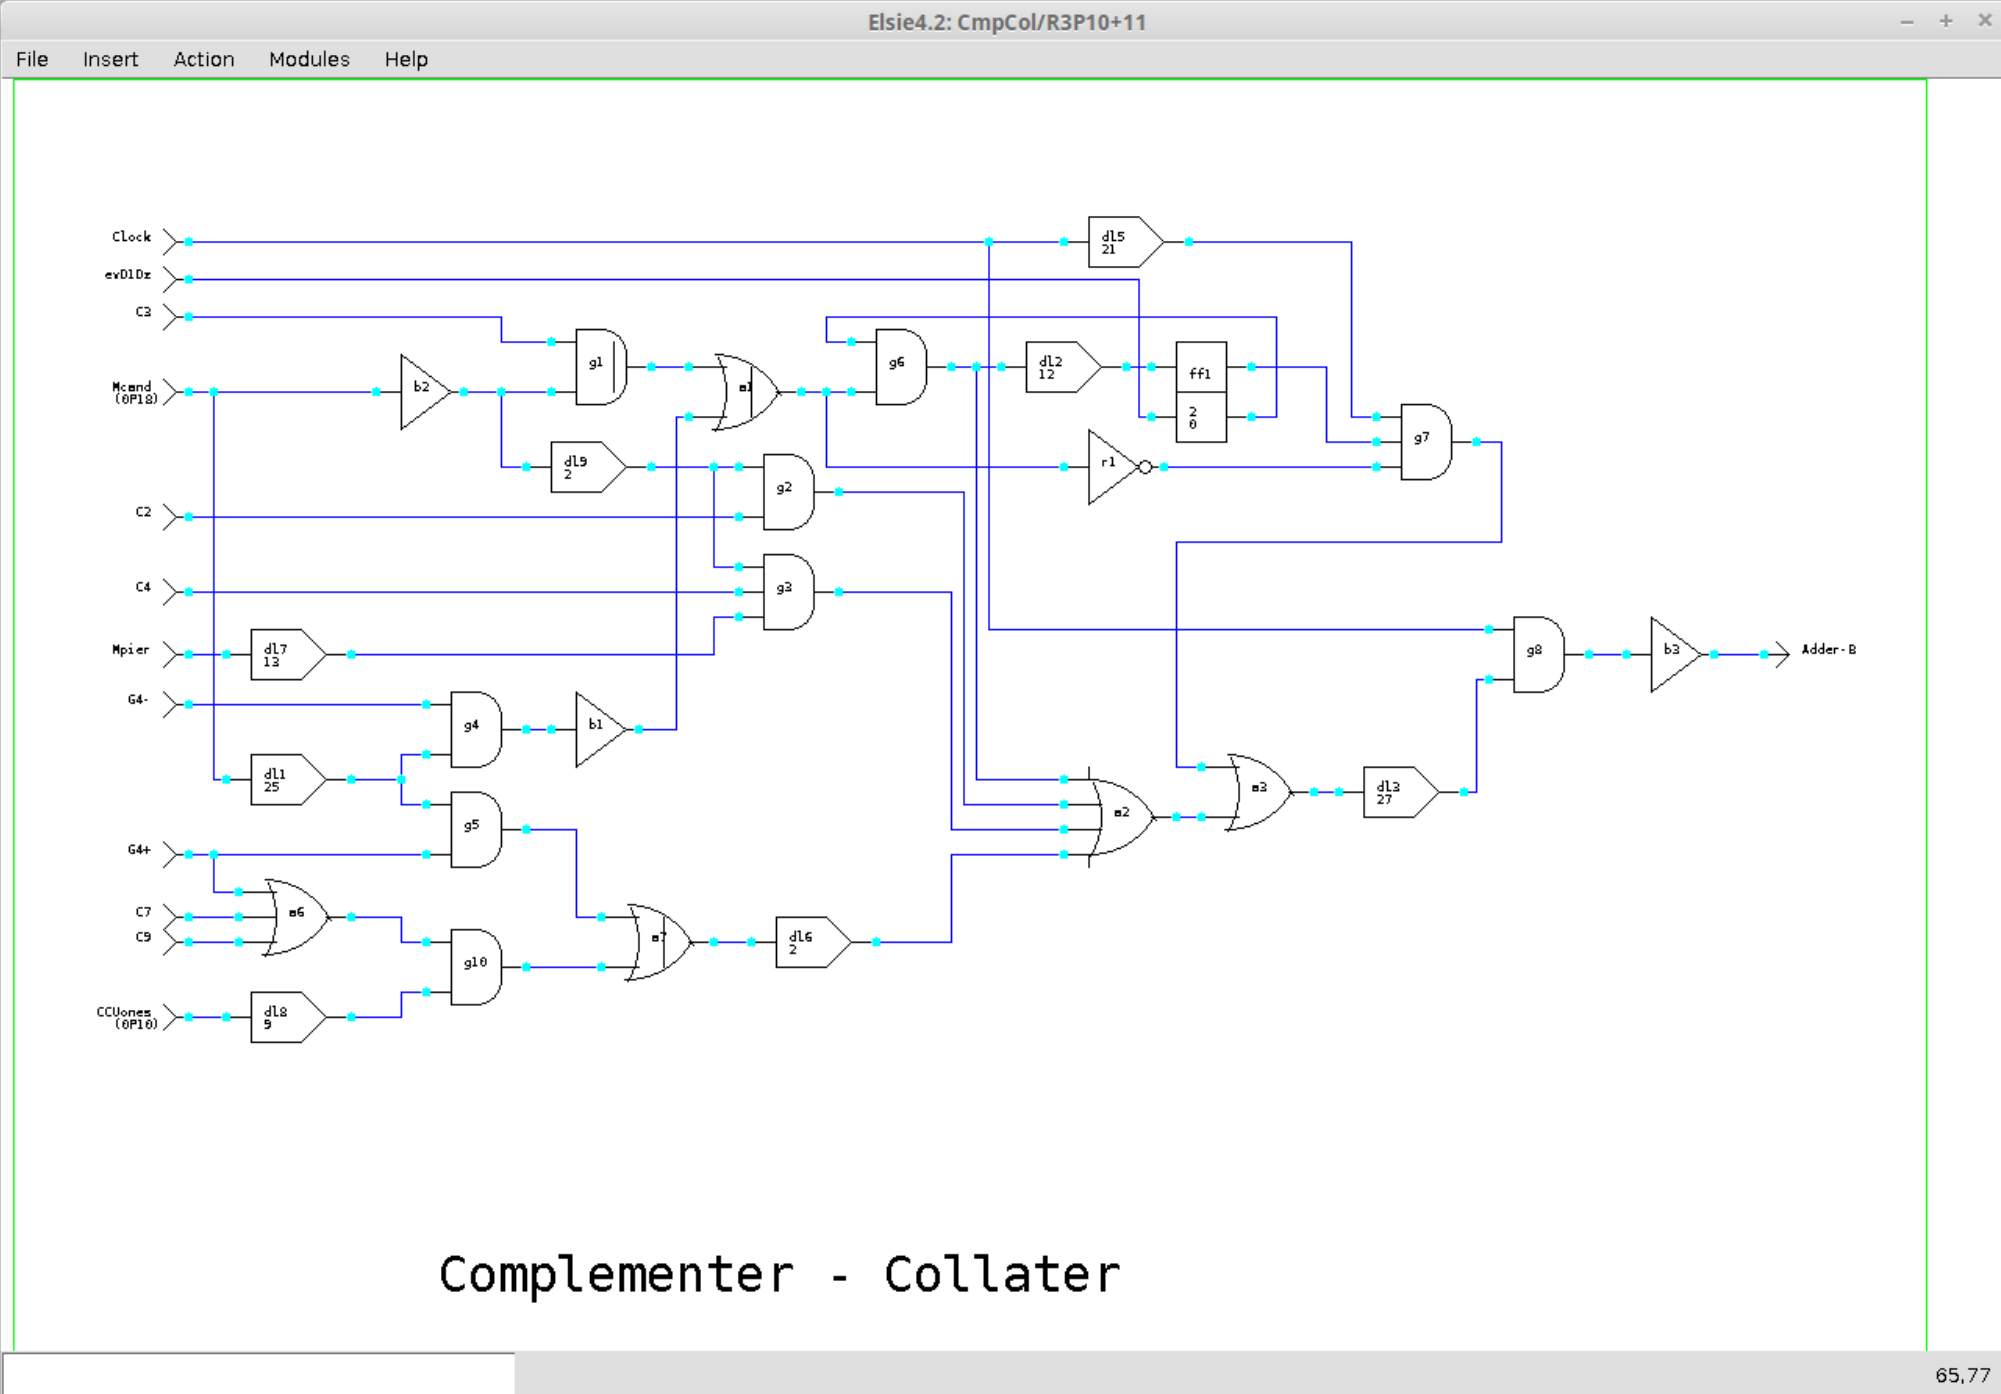 Elsie4.2: CmpCol/R3P10+11
File Insert Action Modules Help
Clock
dl5
21
evD1Dz
C3
g1
g6
dl2
12
ff1
Mcand
(0P18)
b2
m1
2
0
g7
dl9
2
r1
g2
C2
C4
g3
Mpier
dl7
13
g8
b3
Adder-B
G4-
g4
b1
dl1
25
m3
dl3
27
g5
m2
G4+
C7
m6
C9
m7
dl6
2
g10
CCUones
(0P10)
dl8
9
Complementer - Collater
65,77